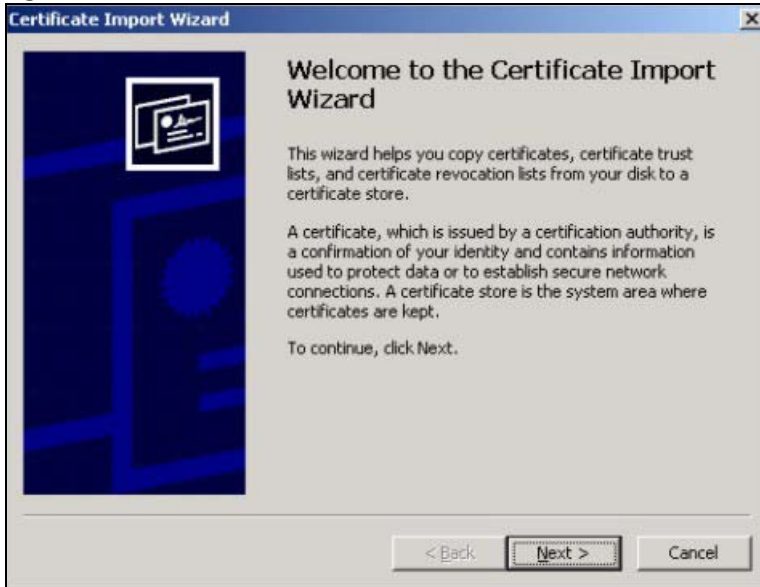 Certificate Import Wizard
Welcome to the Certificate Import
Wizard
This wizard helps you copy certificates, certificate trust
lists, and certificate revocation lists from your disk to a
certificate store.
A certificate, which is issued by a certification authority, is
a confirmation of your identity and contains information
used to protect data or to establish secure network
connections. A certificate store is the system area where
certificates are kept.
To continue, click Next.
< Back
Next >
Cancel